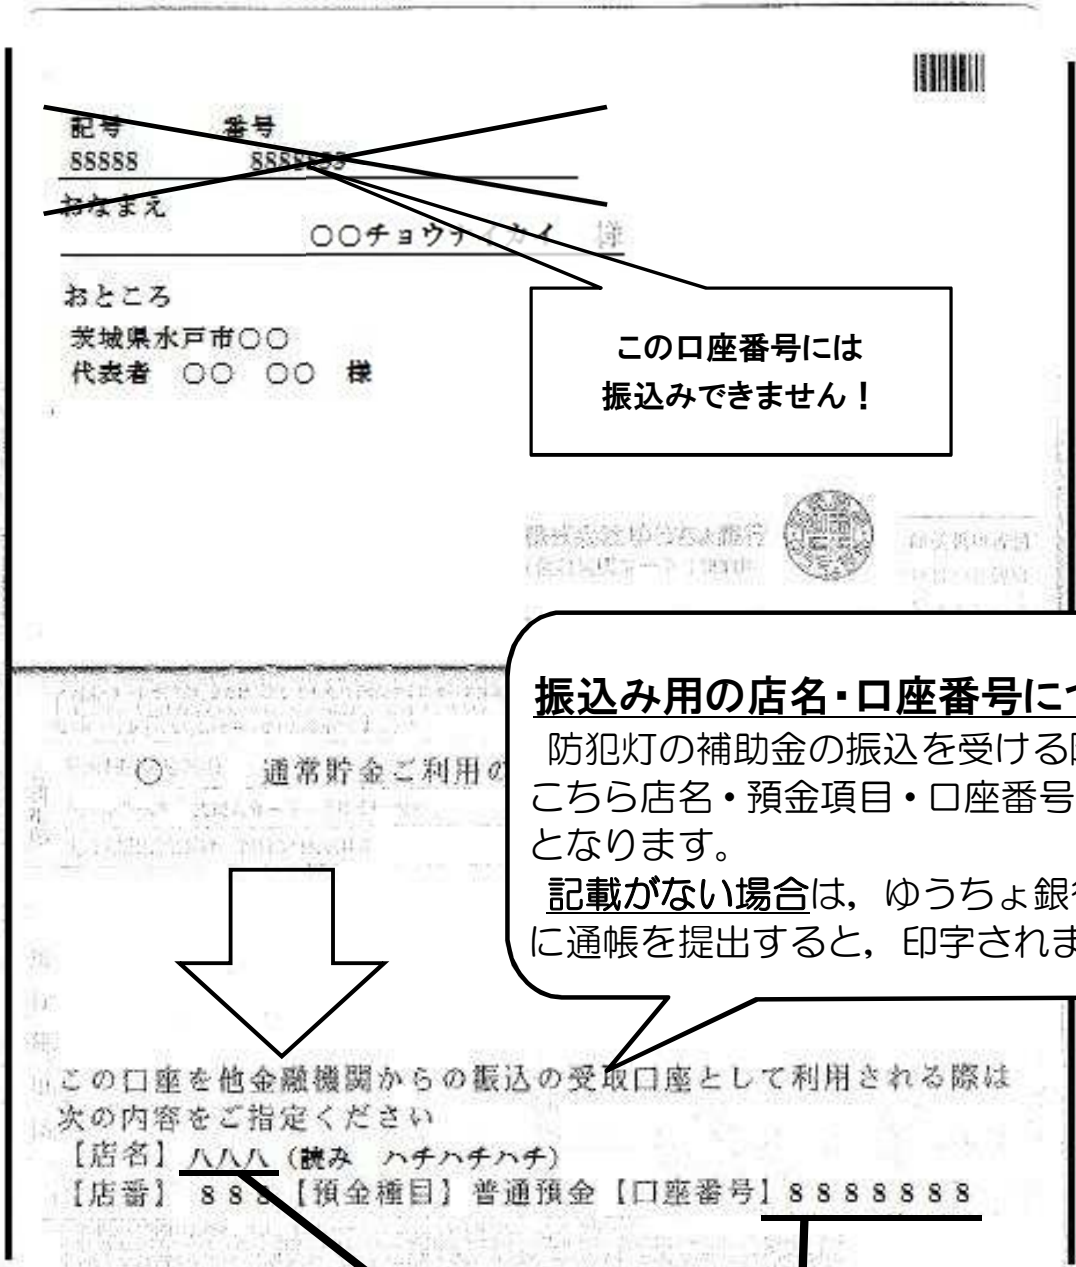 記号 番号
88888 8888888
おなまえ
〇〇チョウナイカイ 様
おところ
茨城県水戸市〇〇
代表者 〇〇 〇〇 様
この口座番号には
振込みできません！
振込み用の店名・口座番号に
防犯灯の補助金の振込を受ける
こちら店名・預金項目・口座番号
となります。
記載がない場合は，ゆうちょ銀
に通帳を提出すると，印字されま
通常貯金ご利用の
この口座を他金融機関からの振込の受取口座として利用される際は
次の内容をご指定ください
【店名】八八八（読み ハチハチハチ）
【店番】 888 【預金種目】普通預金【口座番号】8888888